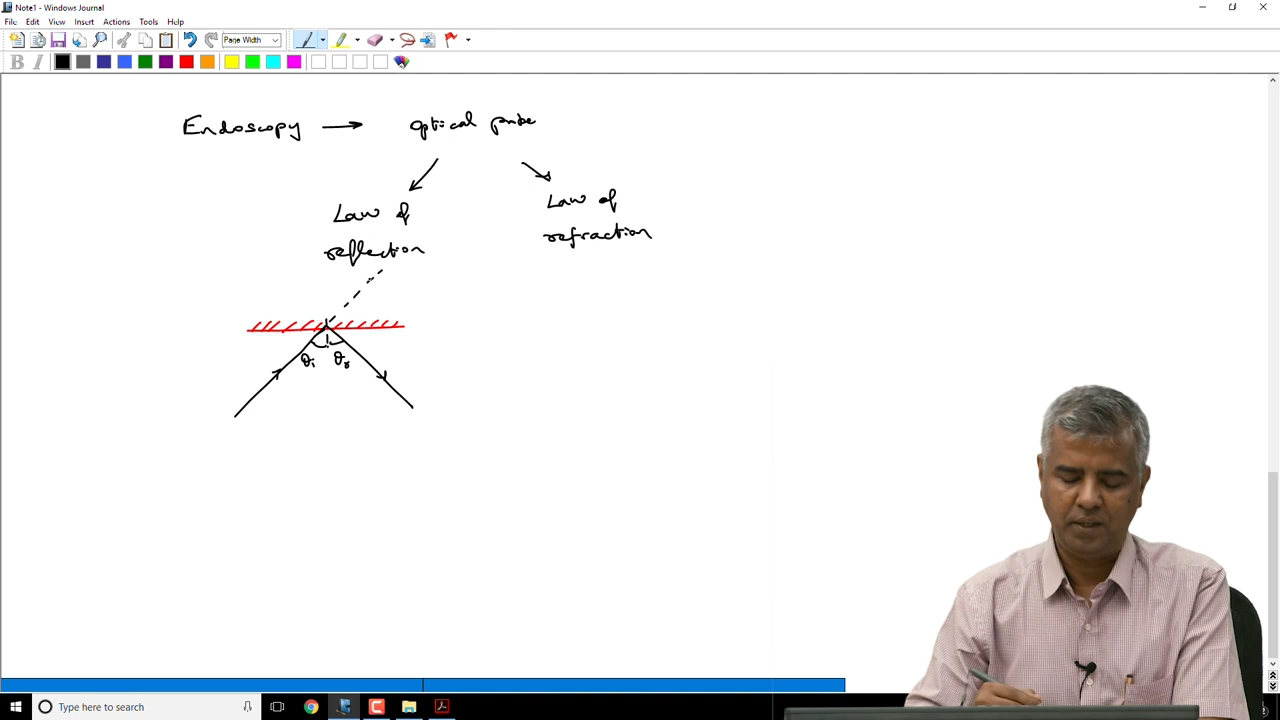 Note1 - Windows Journal
File Edit View Insert Actions Tools Help
Page Width
B I
Endoscopy → optical probe
Law of
reflection
Law of
refraction
θi θr
Type here to search